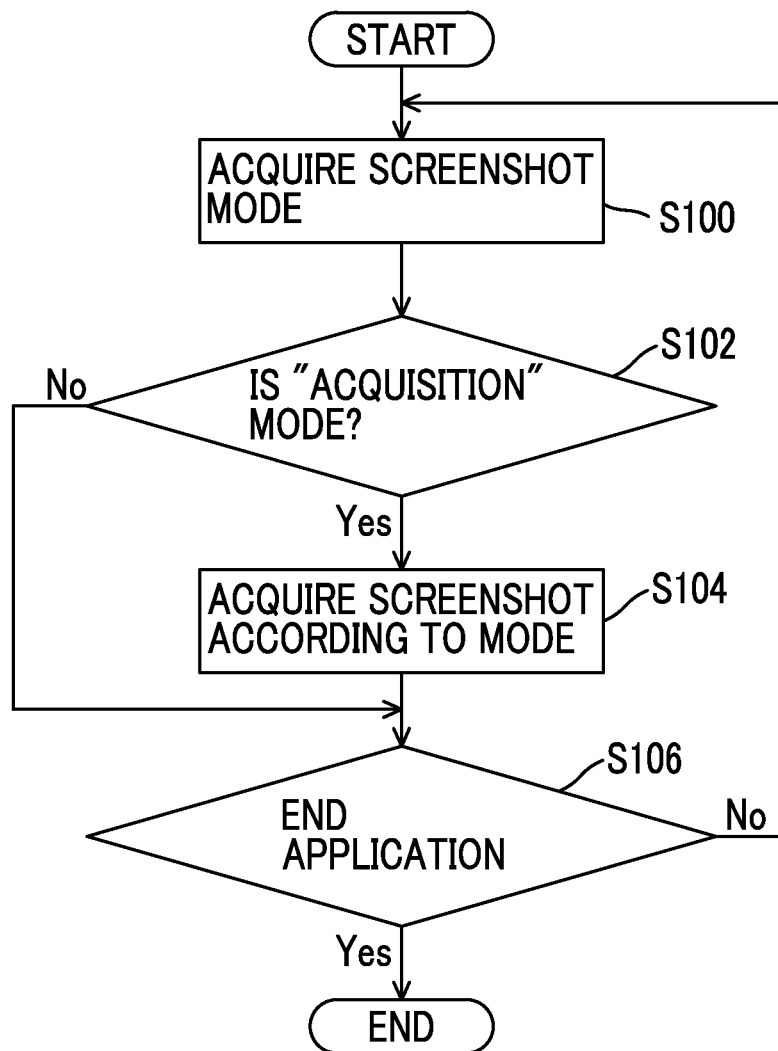 START
ACQUIRE SCREENSHOT
MODE
S100
S102
No
IS "ACQUISITION"
MODE?
Yes
ACQUIRE SCREENSHOT
ACCORDING TO MODE
S104
S106
END
APPLICATION
No
Yes
END